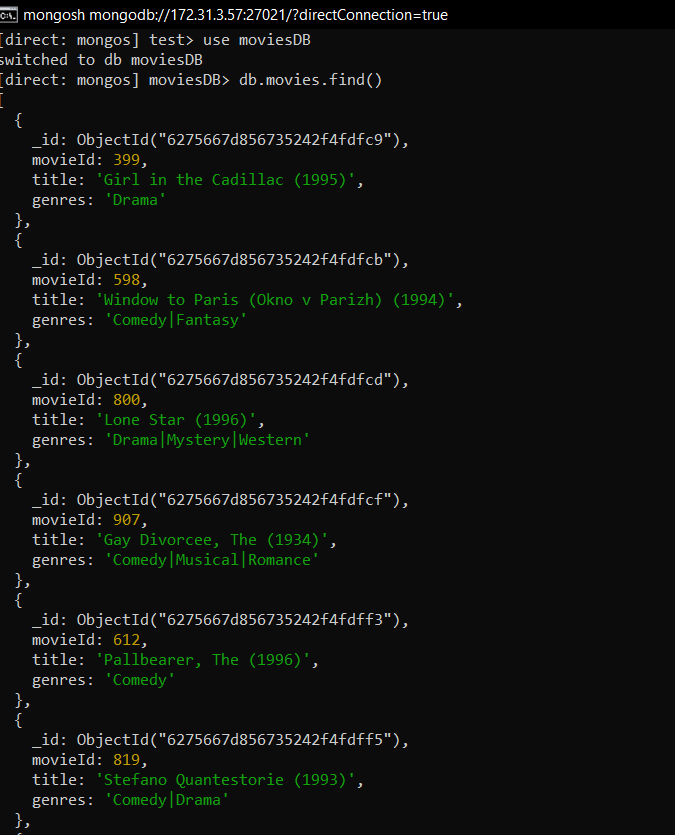 C:\. mongosh mongodb://172.31.3.57:27021/?directConnection=true
[direct: mongos] test> use moviesDB
switched to db moviesDB
[direct: mongos] moviesDB> db.movies.find()
[
{
_id: ObjectId("6275667d856735242f4fdfc9"),
movieId: 399,
title: 'Girl in the Cadillac (1995)',
genres: 'Drama'
},
{
_id: ObjectId("6275667d856735242f4fdfcb"),
movieId: 598,
title: 'Window to Paris (Okno v Parizh) (1994)',
genres: 'Comedy|Fantasy'
},
{
_id: ObjectId("6275667d856735242f4fdfcd"),
movieId: 800,
title: 'Lone Star (1996)',
genres: 'Drama|Mystery|Western'
},
{
_id: ObjectId("6275667d856735242f4fdfcf"),
movieId: 907,
title: 'Gay Divorcee, The (1934)',
genres: 'Comedy|Musical|Romance'
},
{
_id: ObjectId("6275667d856735242f4fdff3"),
movieId: 612,
title: 'Pallbearer, The (1996)',
genres: 'Comedy'
},
{
_id: ObjectId("6275667d856735242f4fdff5"),
movieId: 819,
title: 'Stefano Quantestorie (1993)',
genres: 'Comedy|Drama'
},